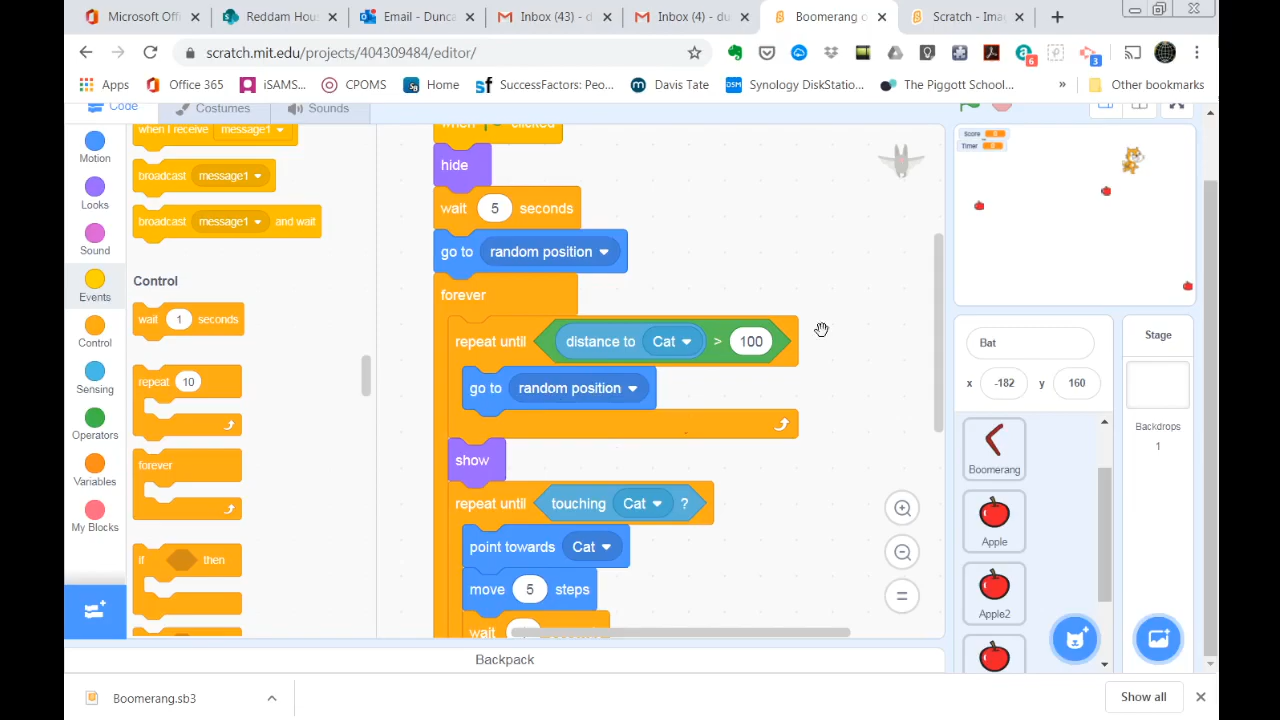 Microsoft Offi
Reddam Hou
Email - Dunca
Inbox (43) - d
Inbox (4) - du
Boomerang o
Scratch - Ima
scratch.mit.edu/projects/404309484/editor/
6
3
Apps
Office 365
iSAMS...
CPOMS
Home
SuccessFactors: Peo...
Davis Tate
Synology DiskStatio...
The Piggott School...
»
Other bookmarks
Code
Costumes
Sounds
Motion
Looks
Sound
Events
Control
Sensing
Operators
Variables
My Blocks
when I receive message1
broadcast message1
broadcast message1 and wait
Control
wait 1 seconds
repeat 10
forever
if then
when clicked
hide
wait 5 seconds
go to random position
forever
repeat until distance to Cat > 100
go to random position
show
repeat until touching Cat ?
point towards Cat
move 5 steps
wait
Score
Timer
Bat
x -182 y 160
Boomerang
Apple
Apple2
Stage
Backdrops
1
Backpack
Boomerang.sb3
Show all